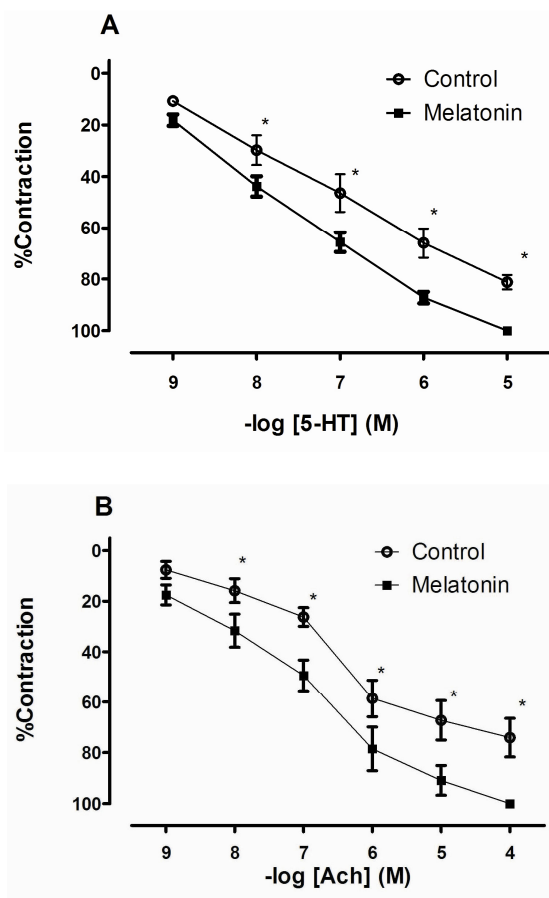 A
0
20
40
60
80
100
%Contraction
Control
Melatonin
*
*
*
*
9 8 7 6 5
-log [5-HT] (M)
B
0
20
40
60
80
100
%Contraction
Control
Melatonin
*
*
*
*
*
9 8 7 6 5 4
-log [Ach] (M)